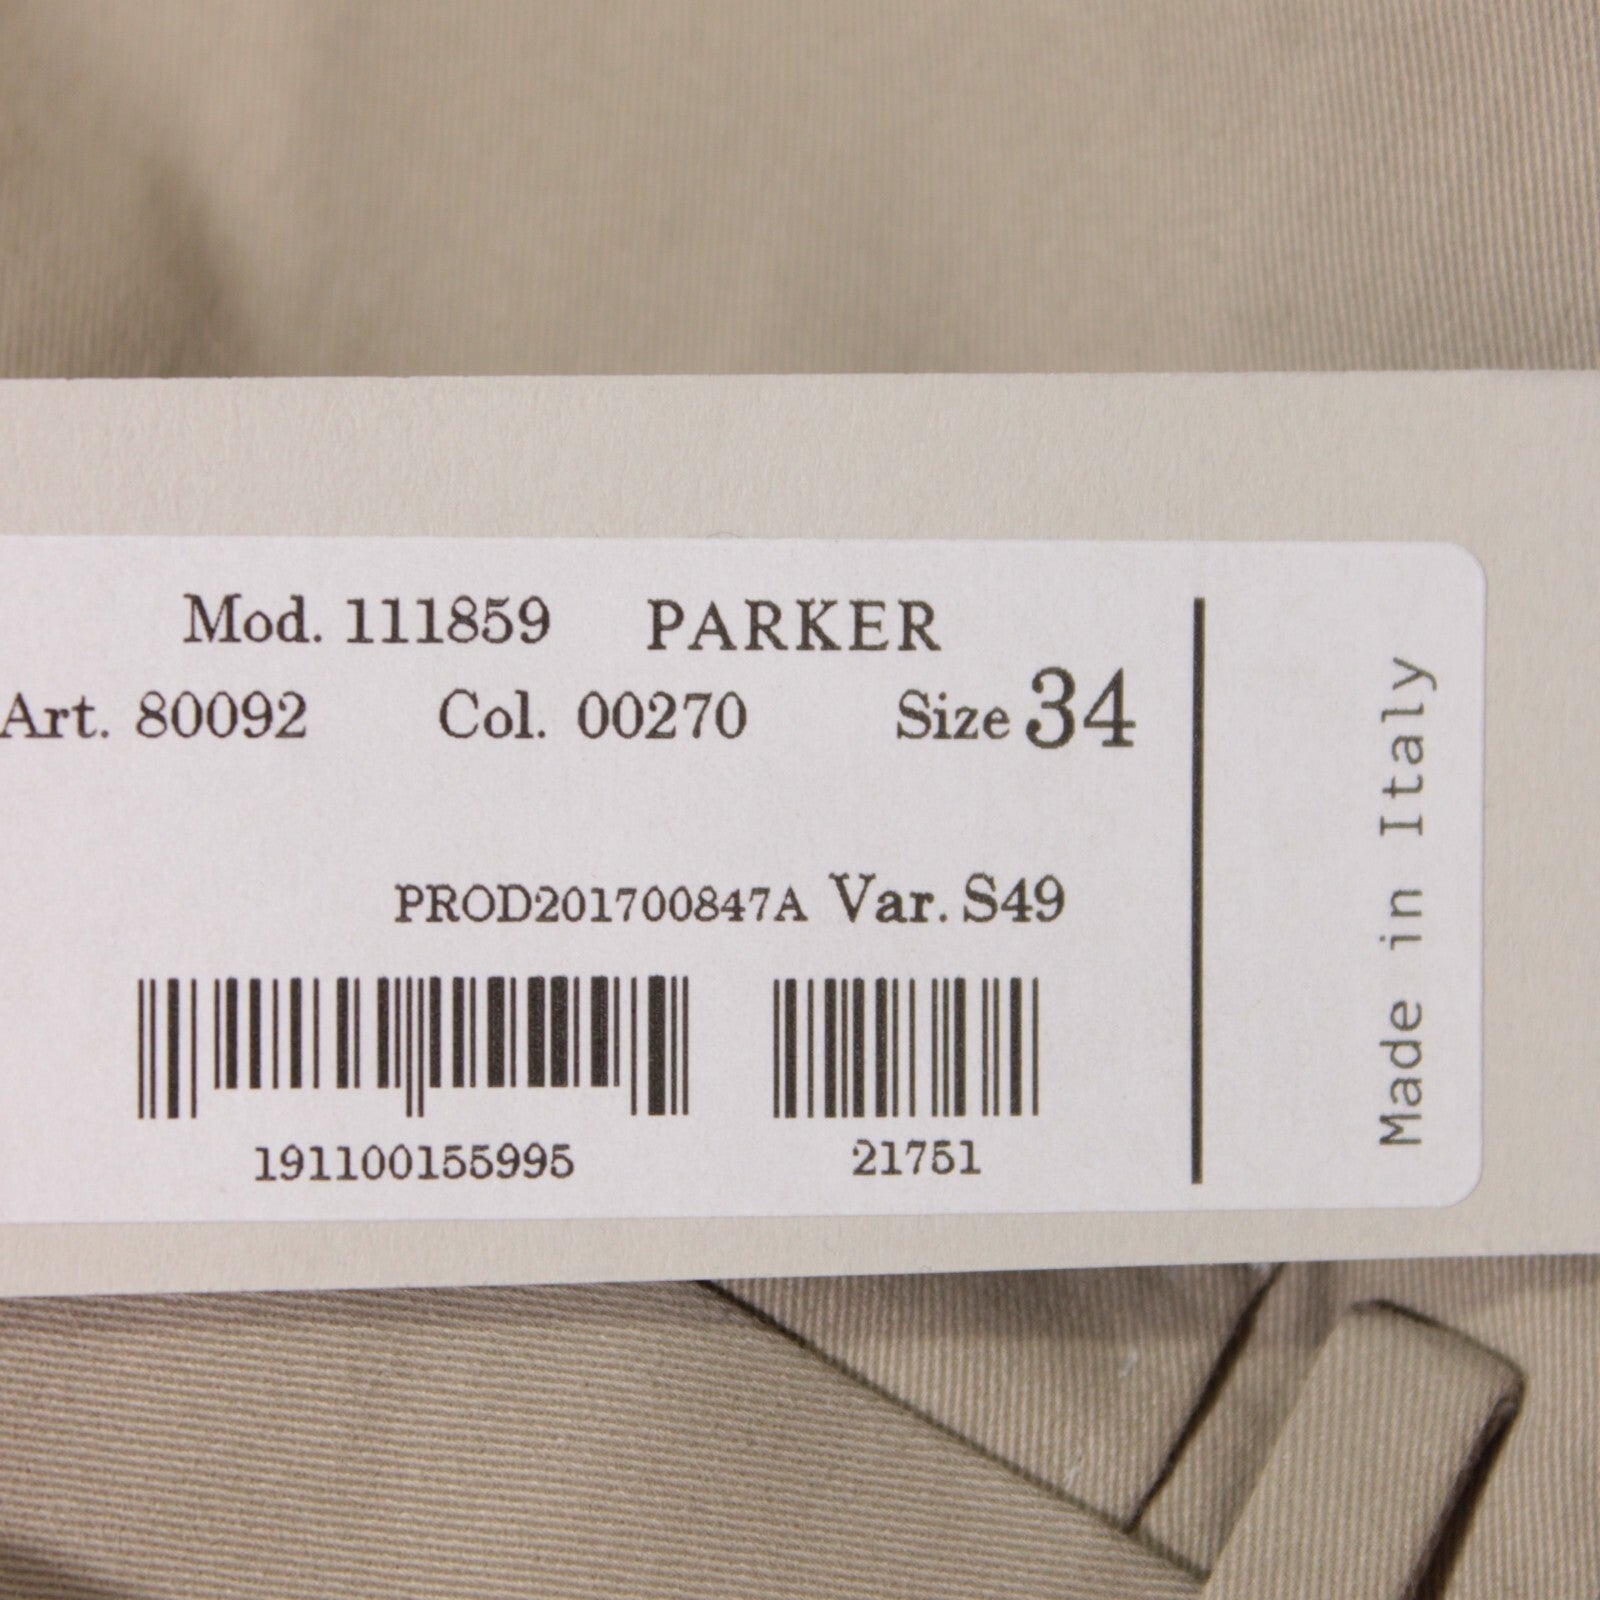 Mod. 111859 PARKER
Art. 80092 Col. 00270 Size 34
PROD201700847A Var. S49
191100155995 21751
Made in Italy